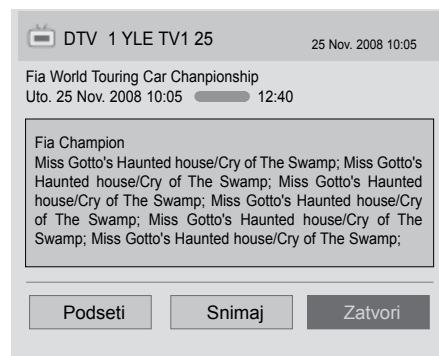 DTV 1 YLE TV1 25
25 Nov. 2008 10:05
Fia World Touring Car Chanpionship
Uto. 25 Nov. 2008 10:05 12:40
Fia Champion
Miss Gotto's Haunted house/Cry of The Swamp; Miss Gotto's
Haunted house/Cry of The Swamp; Miss Gotto's Haunted
house/Cry of The Swamp; Miss Gotto's Haunted house/Cry
of The Swamp; Miss Gotto's Haunted house/Cry of The
Swamp; Miss Gotto's Haunted house/Cry of The Swamp;
Podseti Snimaj Zatvori